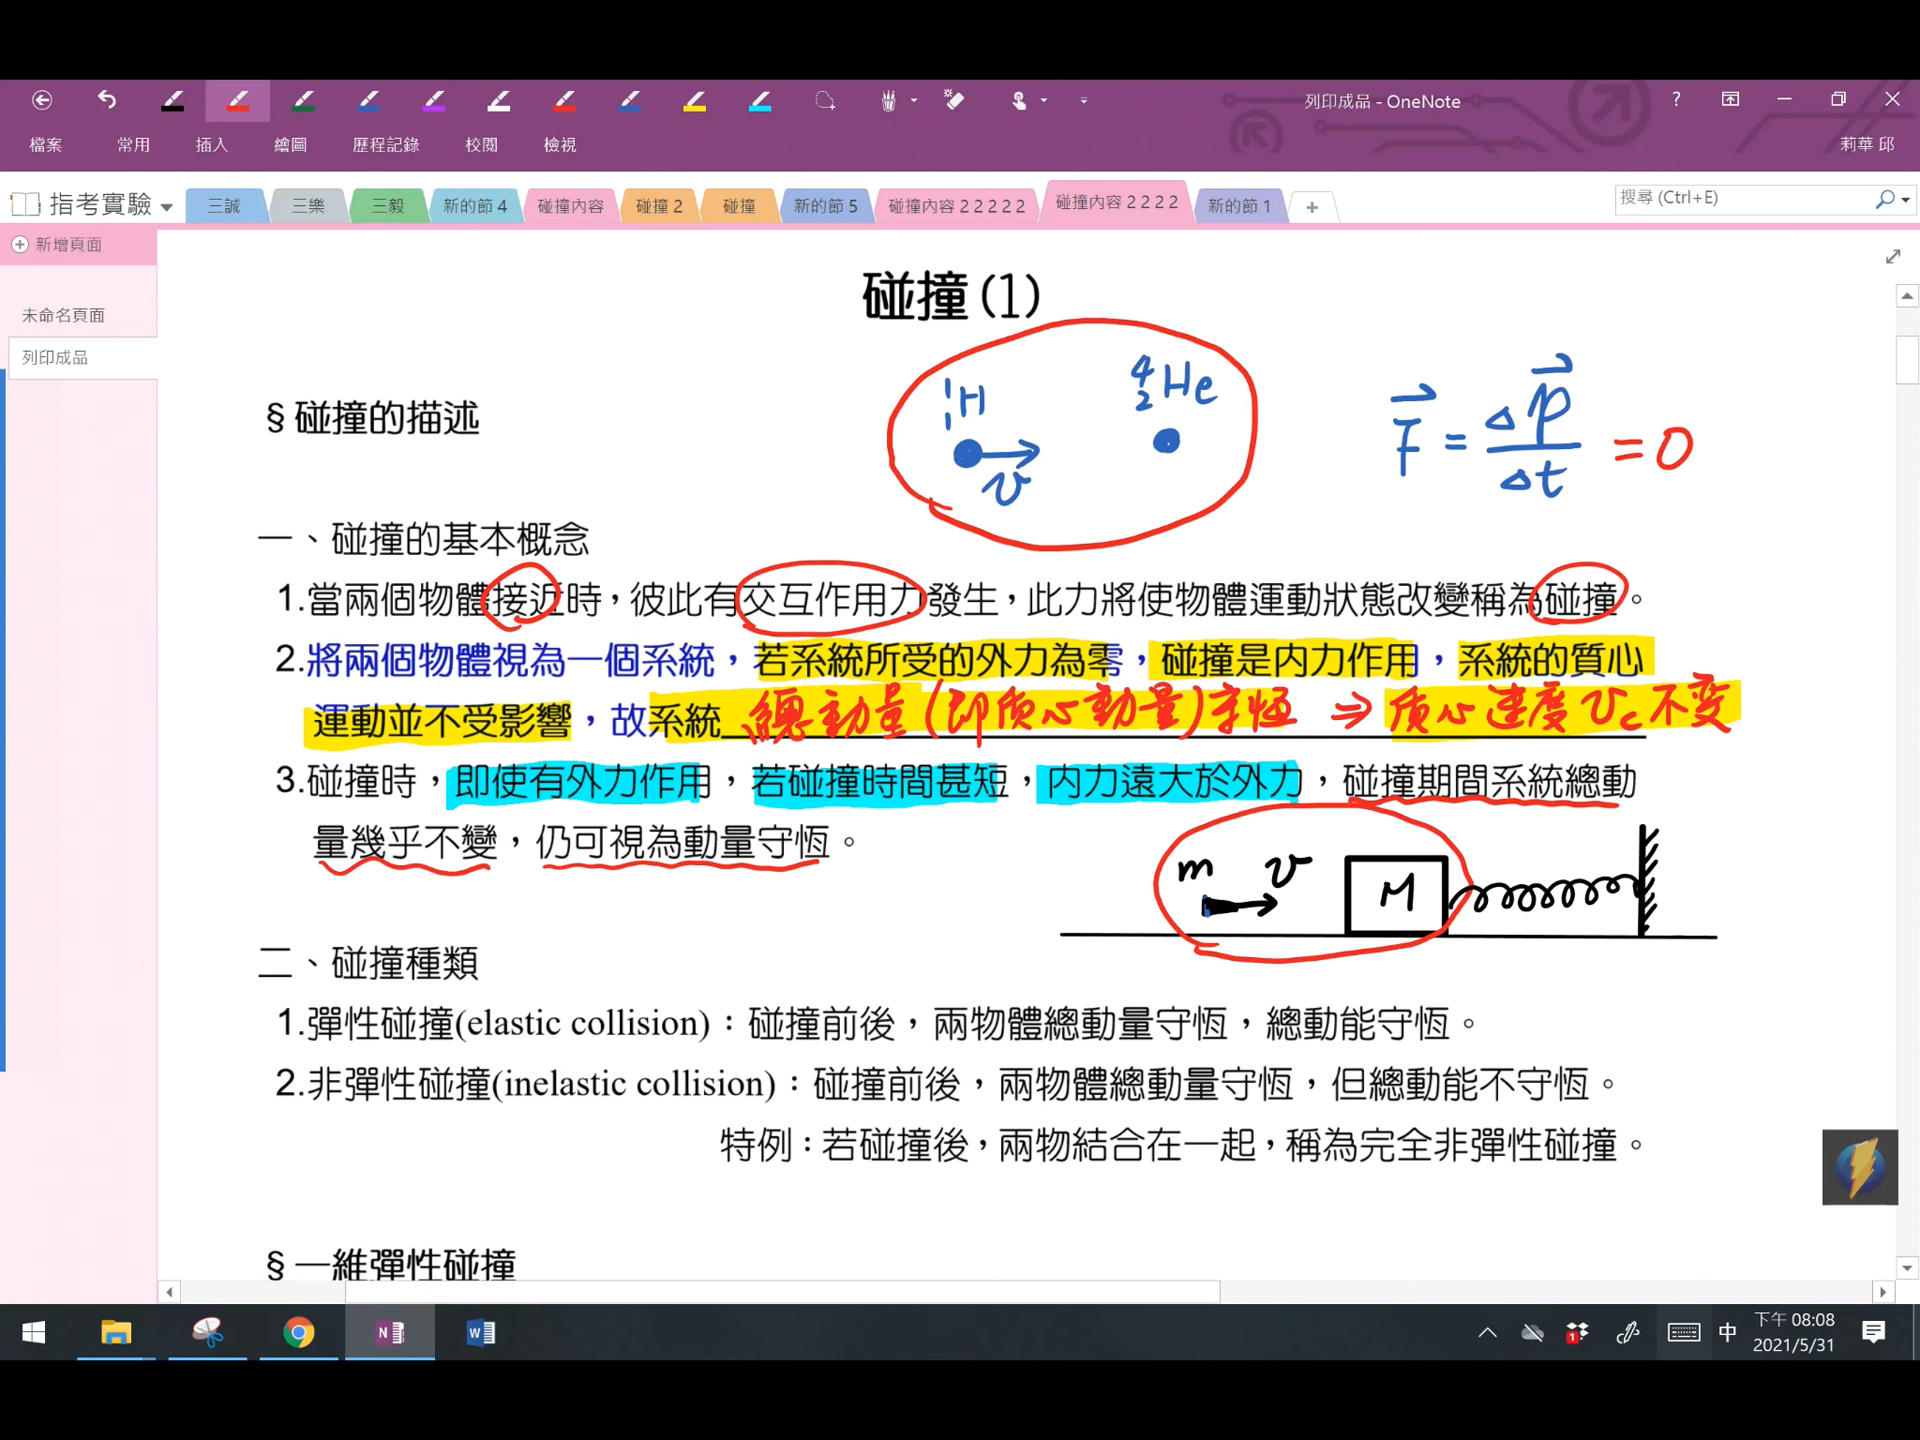 列印成品 - OneNote
?
檔案 常用 插入 繪圖 歷程記錄 校閱 檢視
莉華 邱
指考實驗
三誠 三樂 三毅 新的節 4 碰撞內容 碰撞 2 碰撞 新的節 5 碰撞內容 2 2 2 2 2 碰撞內容 2 2 2 2 新的節 1 +
搜尋 (Ctrl+E)
新增頁面
未命名頁面
列印成品
碰撞(1)
¹₁H ⁴₂He
v
F⃗ = Δp⃗/Δt = 0
§ 碰撞的描述
一、碰撞的基本概念
1.當兩個物體接近時，彼此有交互作用力發生，此力將使物體運動狀態改變稱為碰撞。
2.將兩個物體視為一個系統，若系統所受的外力為零，碰撞是內力作用，系統的質心
運動並不受影響，故系統 總動量(即质心動量)守恆 ⇒ 质心速度 Vc 不変
3.碰撞時，即使有外力作用，若碰撞時間甚短，內力遠大於外力，碰撞期間系統總動
量幾乎不變，仍可視為動量守恆。
m v M
二、碰撞種類
1.彈性碰撞(elastic collision)：碰撞前後，兩物體總動量守恆，總動能守恆。
2.非彈性碰撞(inelastic collision)：碰撞前後，兩物體總動量守恆，但總動能不守恆。
特例：若碰撞後，兩物結合在一起，稱為完全非彈性碰撞。
§ 一維彈性碰撞
N
W
1
中
下午 08:08
2021/5/31